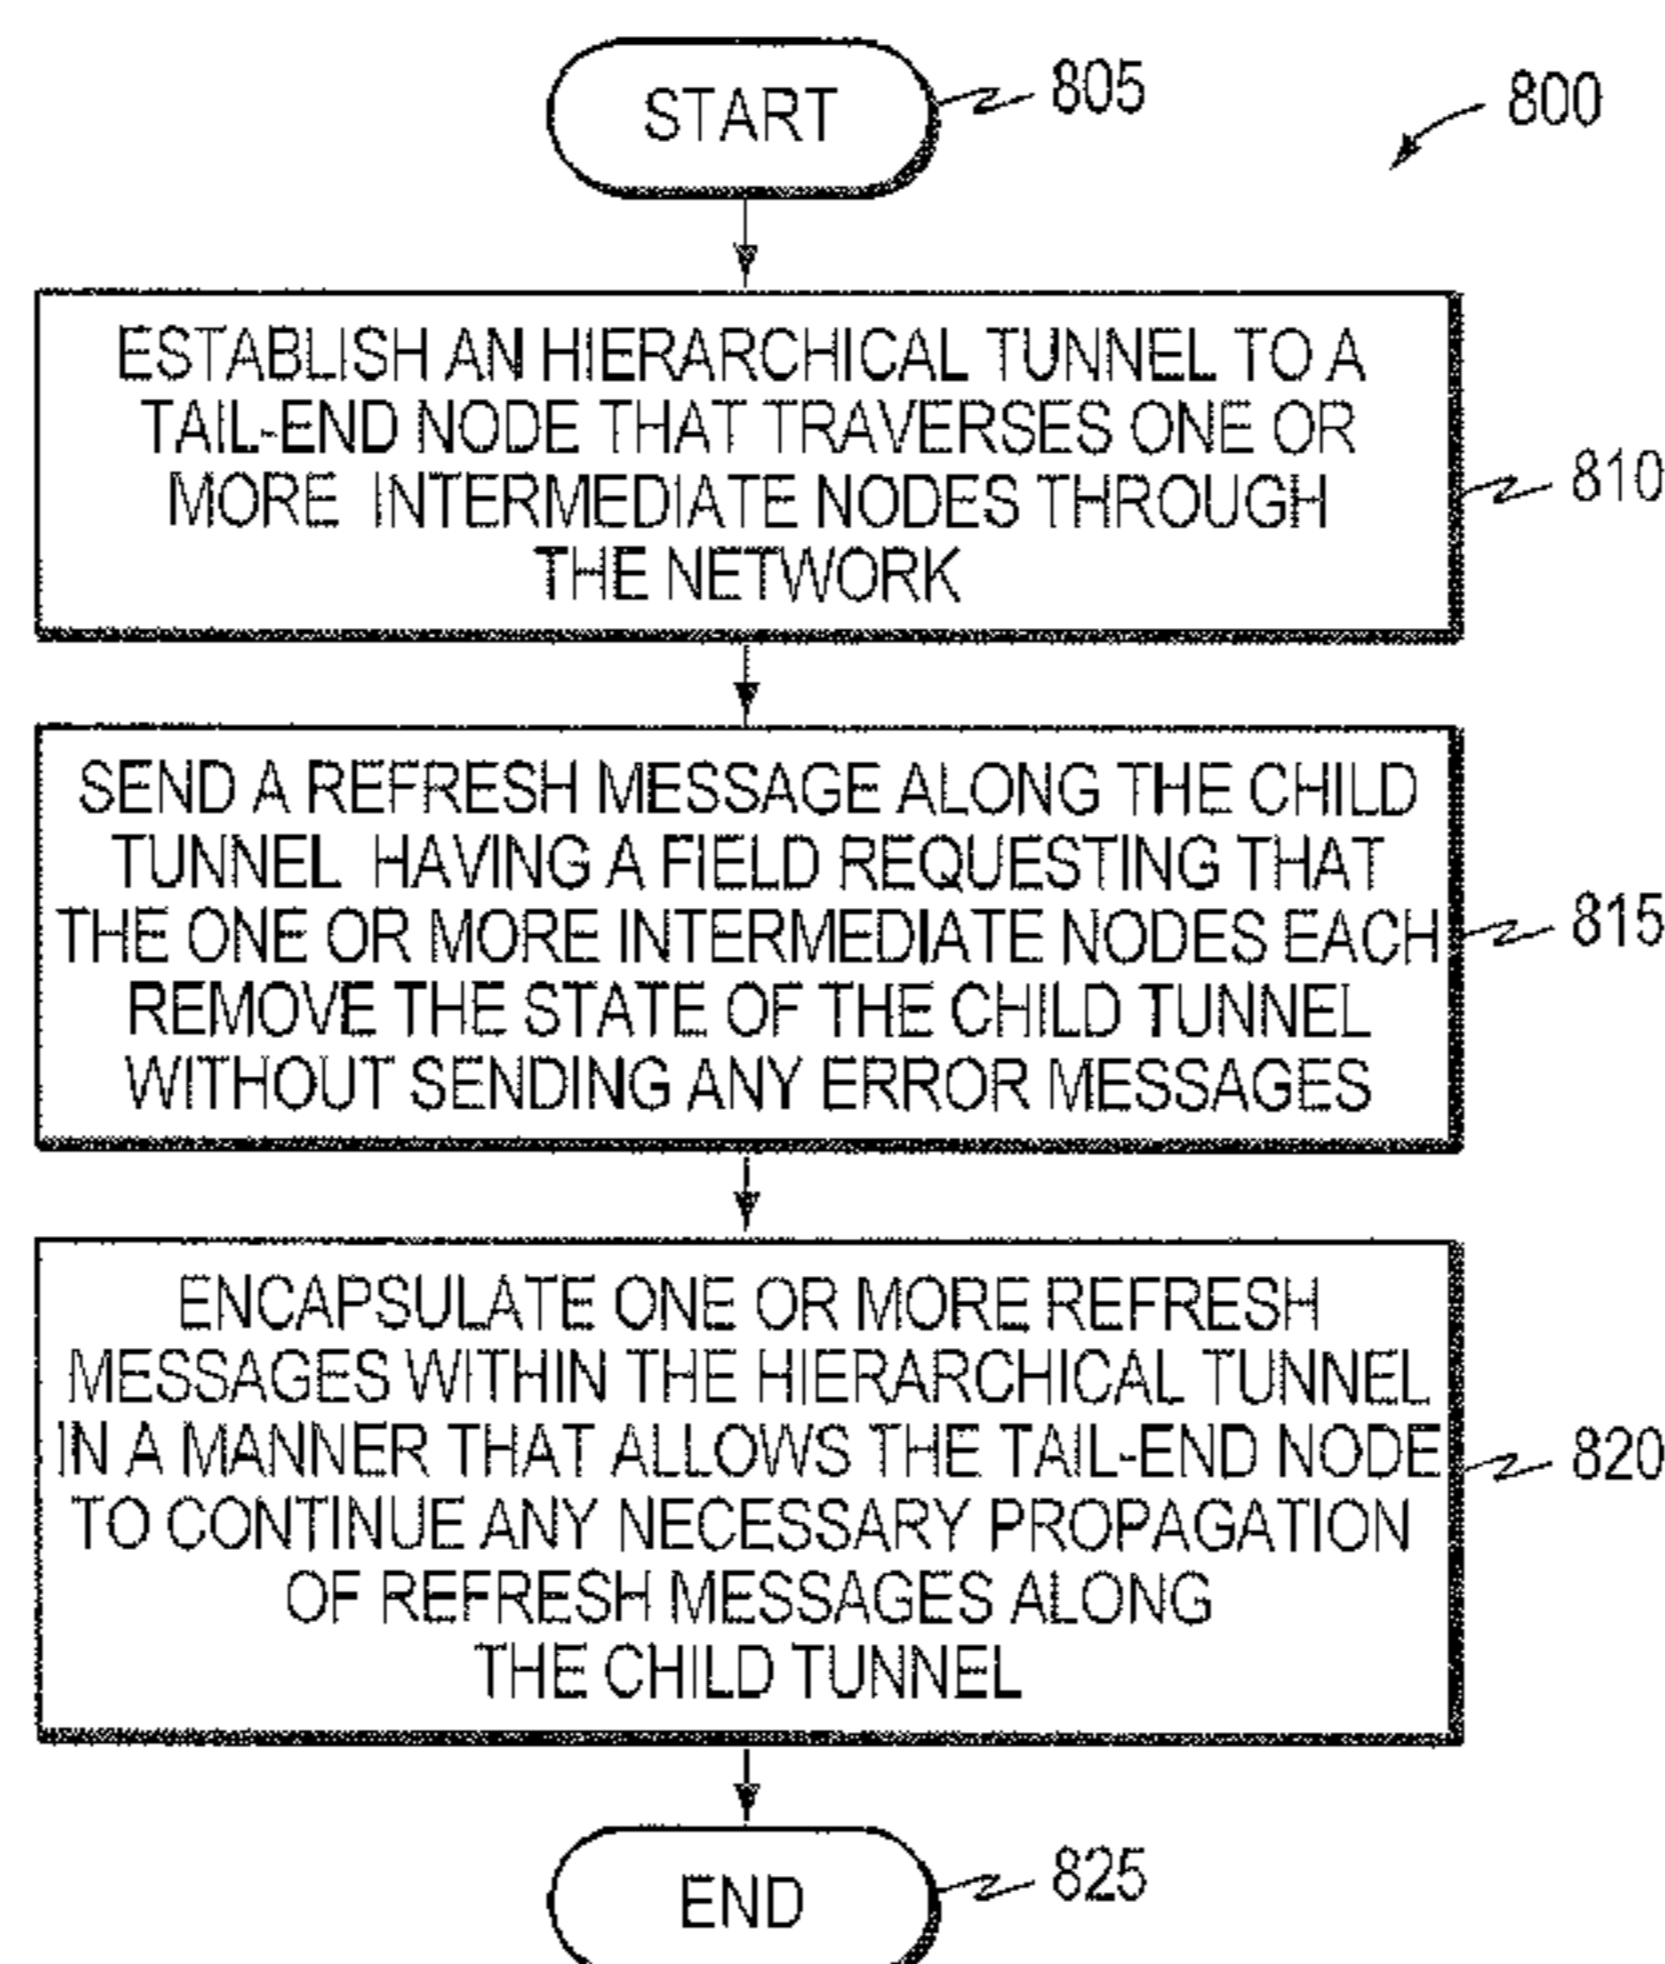 START
805
800
ESTABLISH AN HIERARCHICAL TUNNEL TO A
TAIL-END NODE THAT TRAVERSES ONE OR
MORE INTERMEDIATE NODES THROUGH
THE NETWORK
810
SEND A REFRESH MESSAGE ALONG THE CHILD
TUNNEL HAVING A FIELD REQUESTING THAT
THE ONE OR MORE INTERMEDIATE NODES EACH
REMOVE THE STATE OF THE CHILD TUNNEL
WITHOUT SENDING ANY ERROR MESSAGES
815
ENCAPSULATE ONE OR MORE REFRESH
MESSAGES WITHIN THE HIERARCHICAL TUNNEL
IN A MANNER THAT ALLOWS THE TAIL-END NODE
TO CONTINUE ANY NECESSARY PROPAGATION
OF REFRESH MESSAGES ALONG
THE CHILD TUNNEL
820
END
825